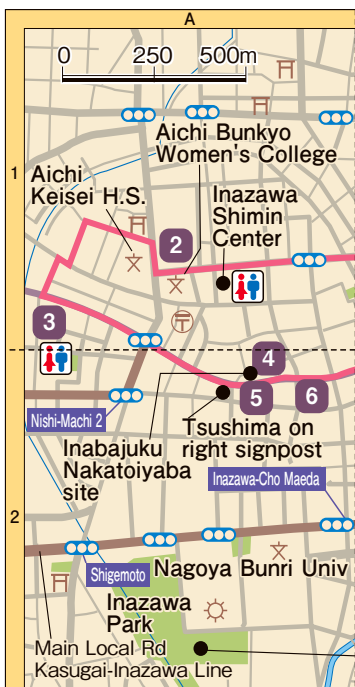 A
0 250 500m
1
Aichi Bunkyo
Women's College
Aichi
Keisei H.S.
Inazawa
Shimin
Center
2
3
4
5
6
Nishi-Machi 2
Inabajuku
Nakatoiyaba
site
Tsushima on
right signpost
Inazawa-Cho Maeda
2
Shigemoto
Nagoya Bunri Univ
Inazawa
Park
Main Local Rd
Kasugai-Inazawa Line